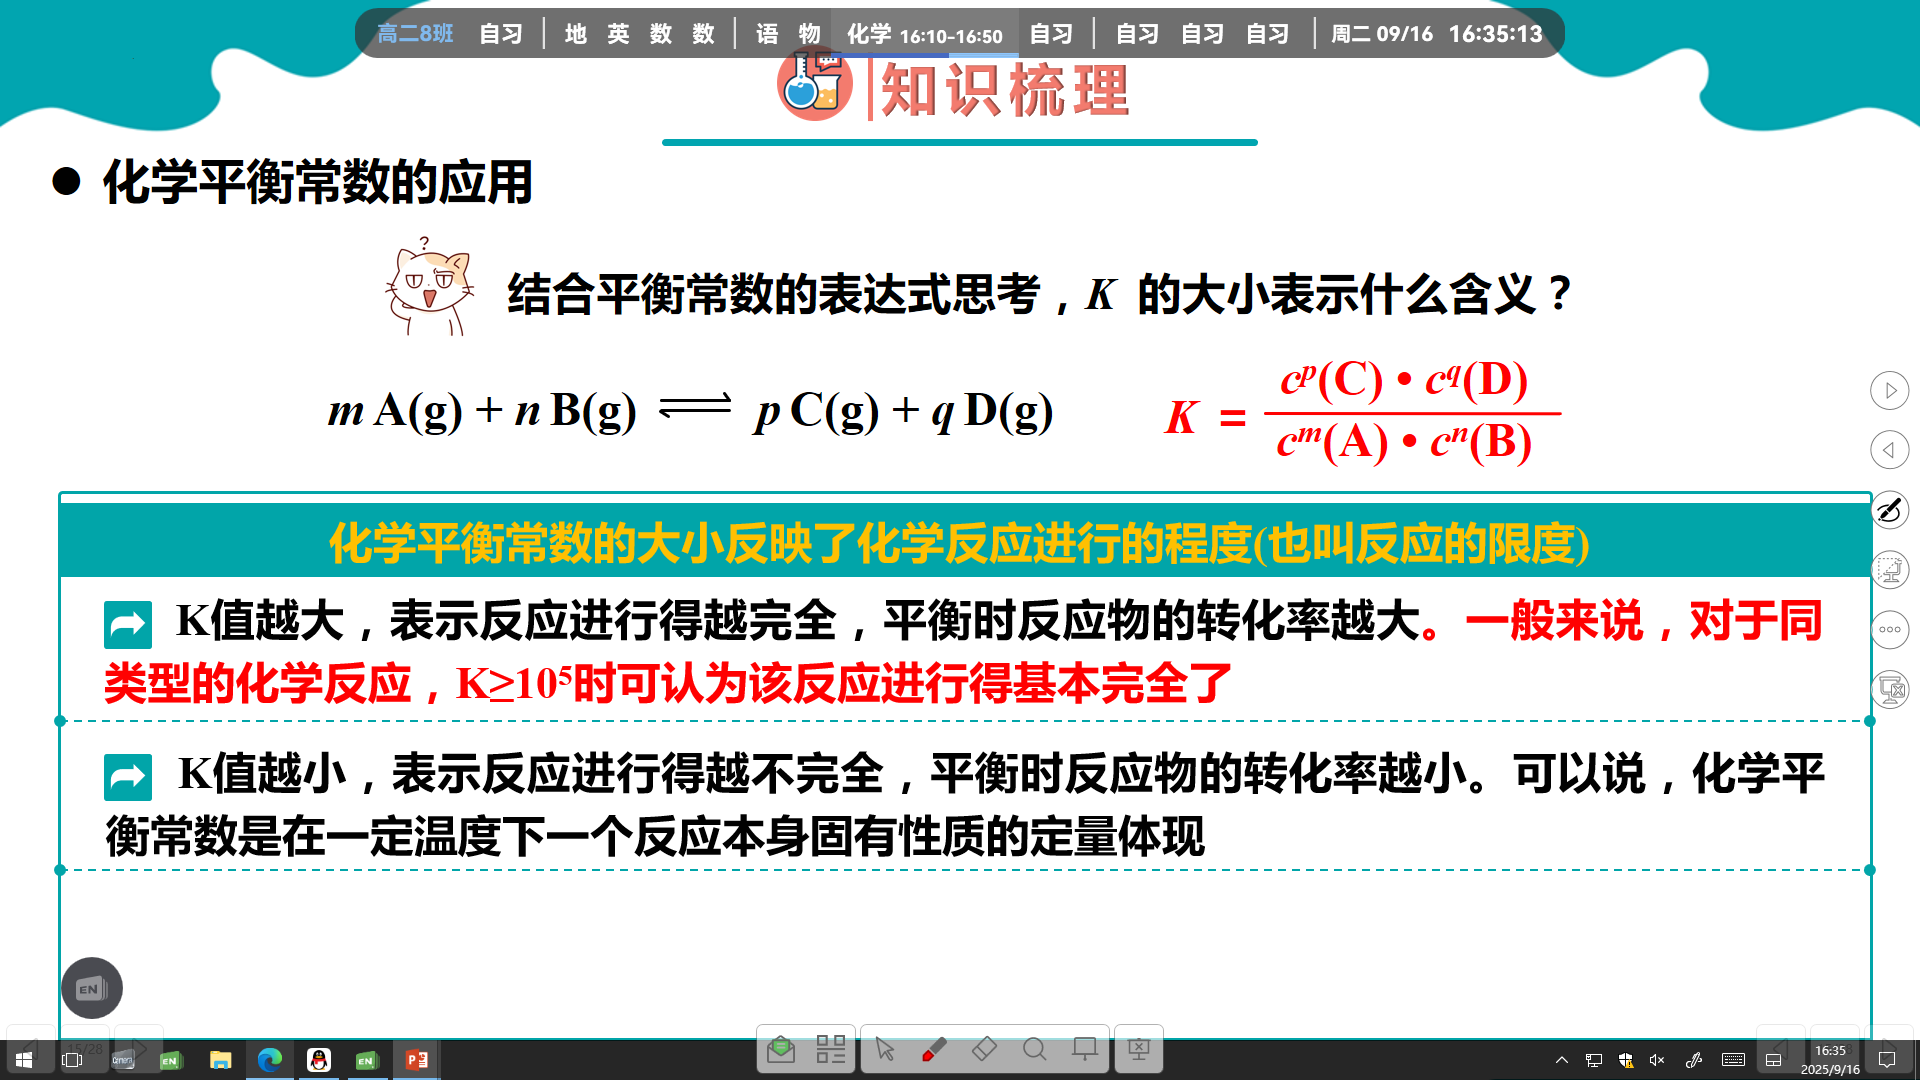 高二8班 自习 | 地 英 数 数 | 语 物 化学 16:10-16:50 自习 | 自习 自习 自习 | 周二 09/16 16:35:13
知识梳理
● 化学平衡常数的应用
?
结合平衡常数的表达式思考，K 的大小表示什么含义？
m A(g) + n B(g) ⇌ p C(g) + q D(g)
K = cᵖ(C) • c^q(D) / cᵐ(A) • cⁿ(B)
化学平衡常数的大小反映了化学反应进行的程度(也叫反应的限度)
K值越大，表示反应进行得越完全，平衡时反应物的转化率越大。一般来说，对于同
类型的化学反应，K≥10⁵时可认为该反应进行得基本完全了
K值越小，表示反应进行得越不完全，平衡时反应物的转化率越小。可以说，化学平
衡常数是在一定温度下一个反应本身固有性质的定量体现
EN
15/28
Camera
EN
EN
P
16:35
2025/9/16